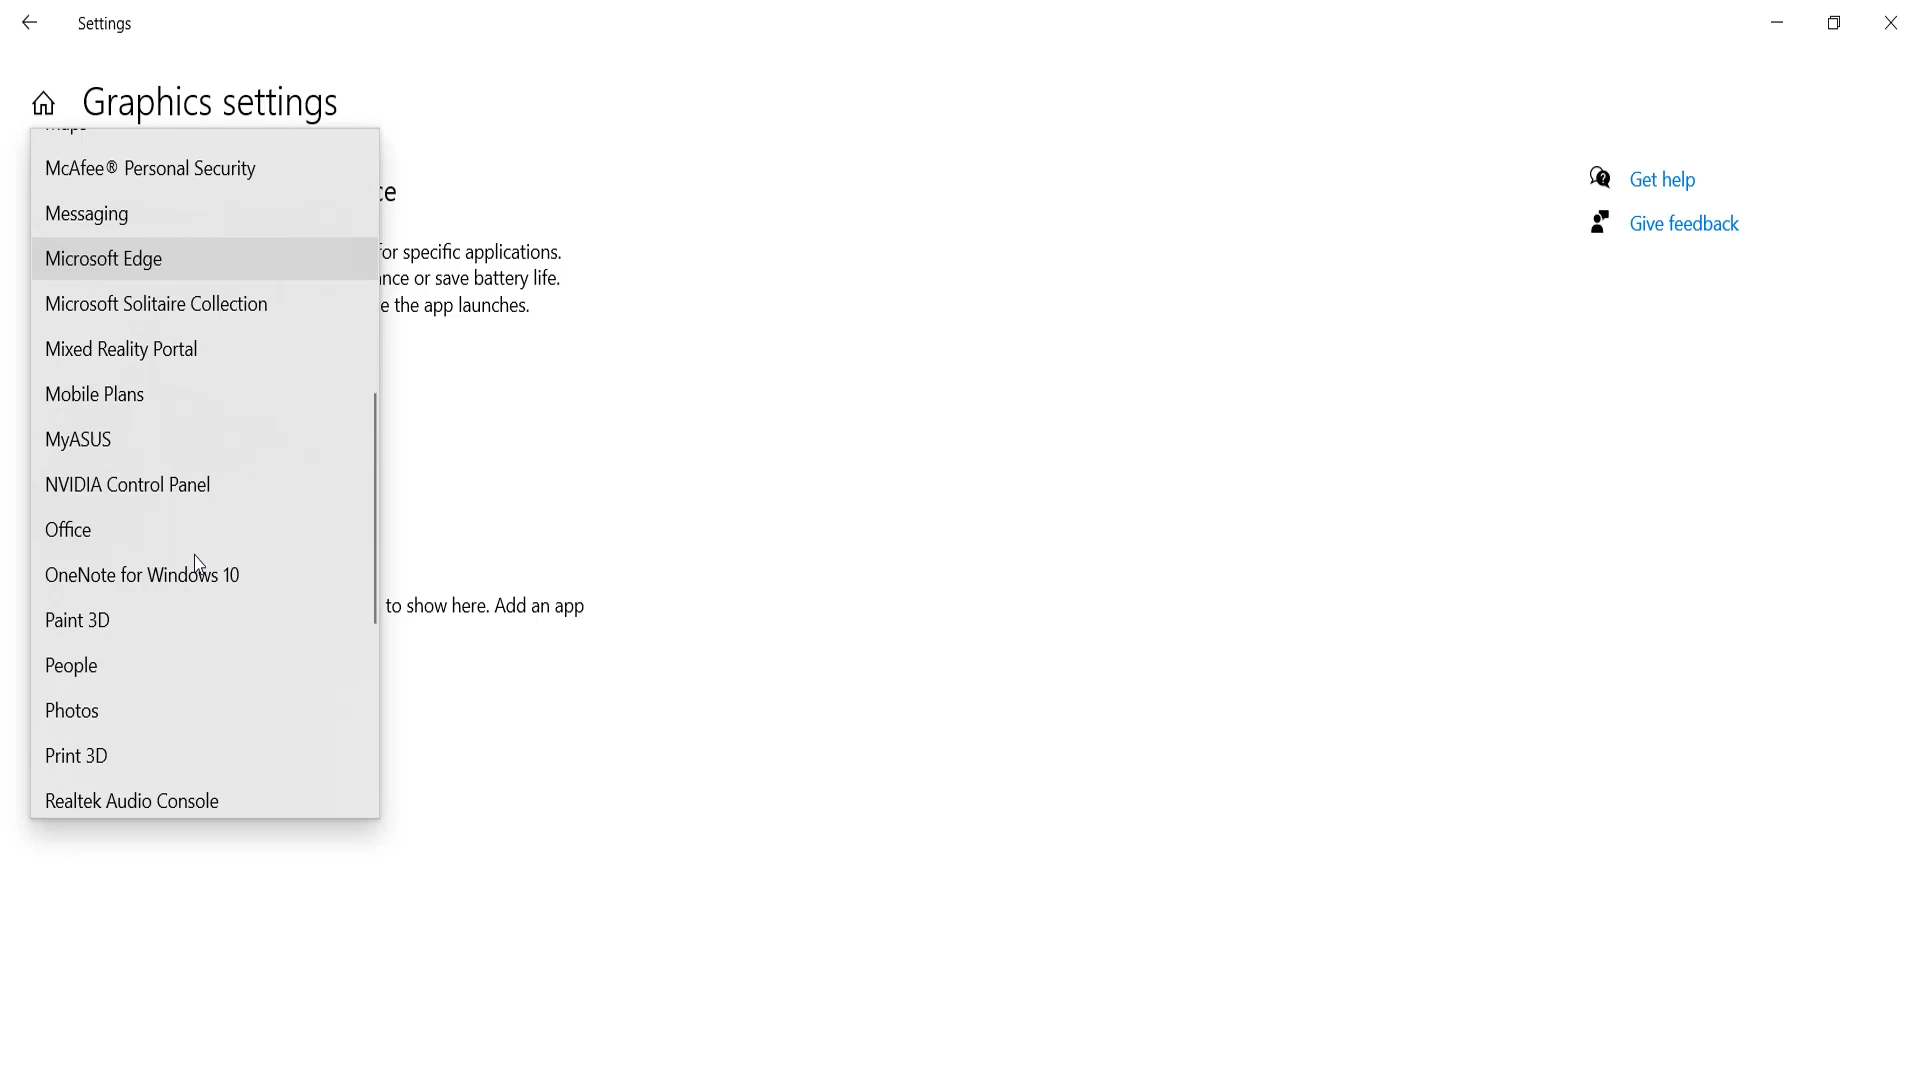 Settings
Graphics settings
McAfee® Personal Security
Messaging
Microsoft Edge
Microsoft Solitaire Collection
Mixed Reality Portal
Mobile Plans
MyASUS
NVIDIA Control Panel
Office
OneNote for Windows 10
Paint 3D
People
Photos
Print 3D
Realtek Audio Console
for specific applications.
or save battery life.
the app launches.
to show here. Add an app
Get help
Give feedback